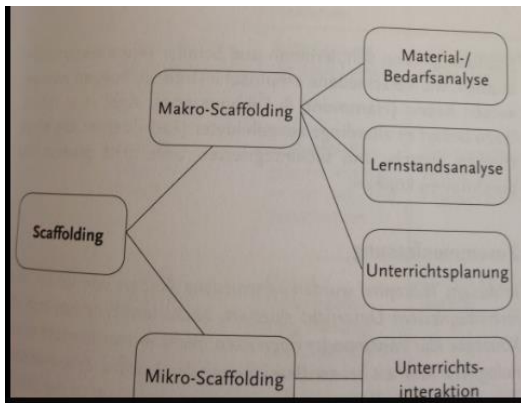 Material-/
Bedarfsanalyse
Makro-Scaffolding
Lernstandsanalyse
Scaffolding
Unterrichtsplanung
Mikro-Scaffolding
Unterrichts-
interaktion